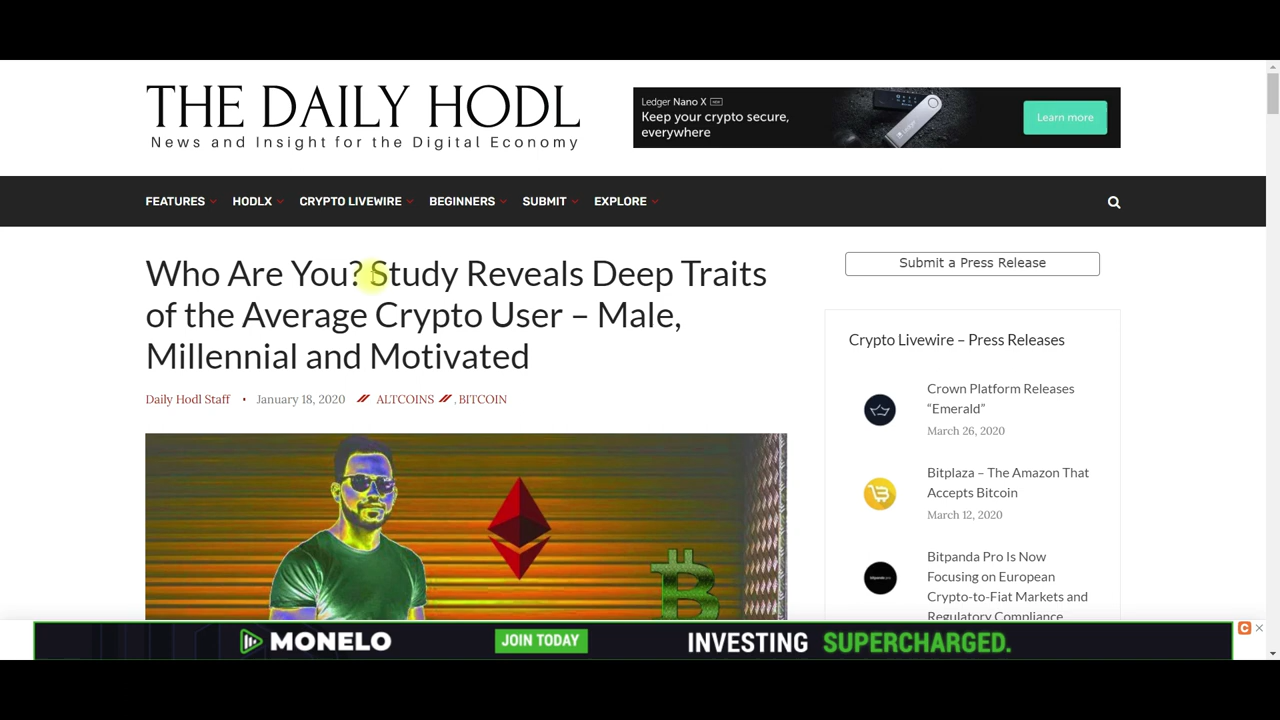 THE DAILY HODL
News and Insight for the Digital Economy
Ledger Nano X
Keep your crypto secure,
everywhere
Learn more
FEATURES HODLX CRYPTO LIVEWIRE BEGINNERS SUBMIT EXPLORE
Who Are You? Study Reveals Deep Traits
of the Average Crypto User – Male,
Millennial and Motivated
Daily Hodl Staff • January 18, 2020 ALTCOINS , BITCOIN
Submit a Press Release
Crypto Livewire – Press Releases
Crown Platform Releases
“Emerald”
March 26, 2020
Bitplaza – The Amazon That
Accepts Bitcoin
March 12, 2020
Bitpanda Pro Is Now
Focusing on European
Crypto-to-Fiat Markets and
Regulatory Compliance
MONELO
JOIN TODAY
INVESTING SUPERCHARGED.